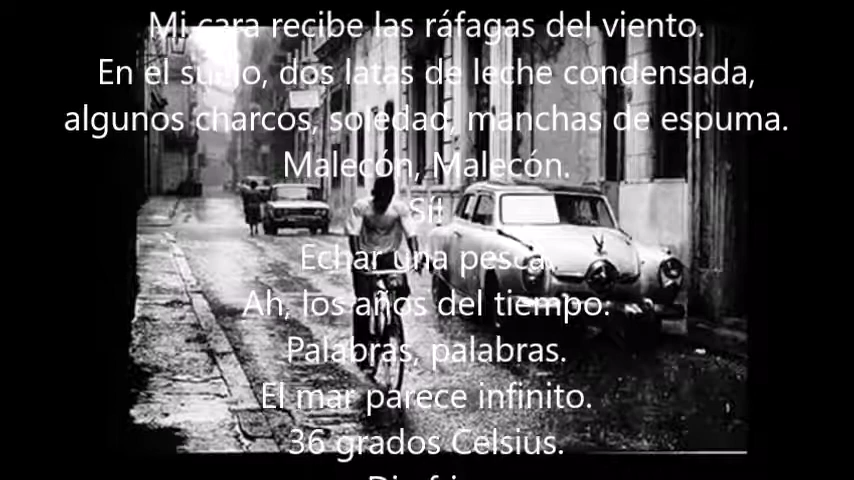 Mi cara recibe las ráfagas del viento.
En el suelo, dos latas de leche condensada,
algunos charcos, soledad, manchas de espuma.
Malecón, Malecón.
Sí!
Echar una pesca.
Ah, los años del tiempo.
Palabras, palabras.
El mar parece infinito.
36 grados Celsius.